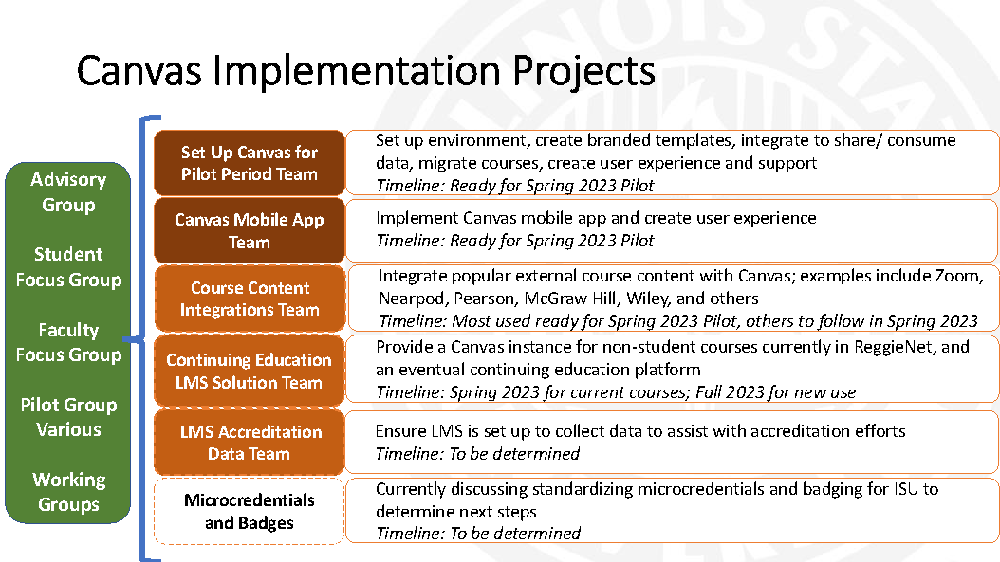 Canvas Implementation Projects
Advisory
Group
Student
Focus Group
Faculty
Focus Group
Pilot Group
Various
Working
Groups
Set Up Canvas for
Pilot Period Team
Set up environment, create branded templates, integrate to share/ consume
data, migrate courses, create user experience and support
Timeline: Ready for Spring 2023 Pilot
Canvas Mobile App
Team
Implement Canvas mobile app and create user experience
Timeline: Ready for Spring 2023 Pilot
Course Content
Integrations Team
Integrate popular external course content with Canvas; examples include Zoom,
Nearpod, Pearson, McGraw Hill, Wiley, and others
Timeline: Most used ready for Spring 2023 Pilot, others to follow in Spring 2023
Continuing Education
LMS Solution Team
Provide a Canvas instance for non-student courses currently in ReggieNet, and
an eventual continuing education platform
Timeline: Spring 2023 for current courses; Fall 2023 for new use
LMS Accreditation
Data Team
Ensure LMS is set up to collect data to assist with accreditation efforts
Timeline: To be determined
Microcredentials
and Badges
Currently discussing standardizing microcredentials and badging for ISU to
determine next steps
Timeline: To be determined